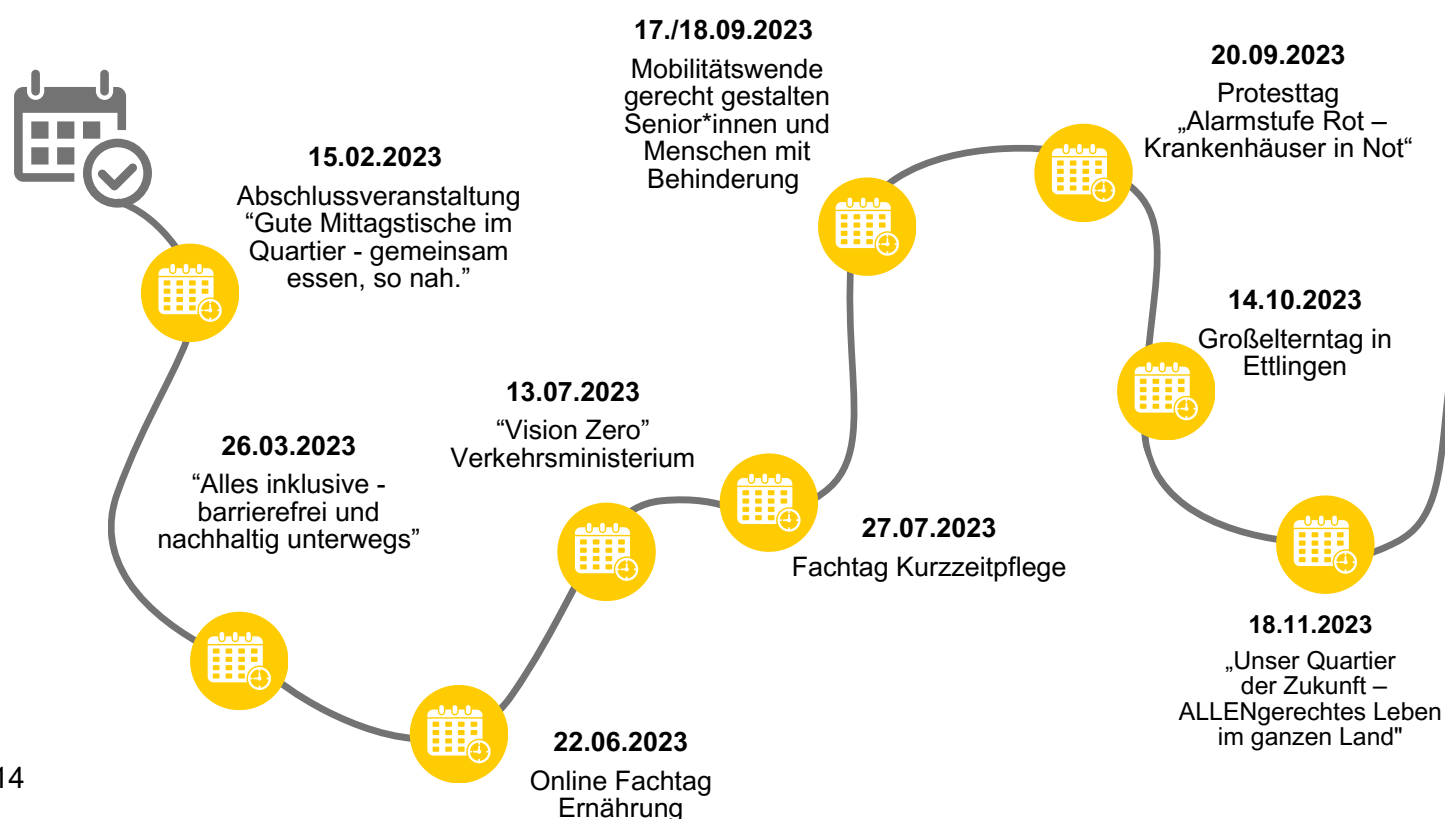 15.02.2023
Abschlussveranstaltung
“Gute Mittagstische im
Quartier - gemeinsam
essen, so nah.”
26.03.2023
“Alles inklusive -
barrierefrei und
nachhaltig unterwegs”
22.06.2023
Online Fachtag
Ernährung
13.07.2023
“Vision Zero”
Verkehrsministerium
27.07.2023
Fachtag Kurzzeitpflege
17./18.09.2023
Mobilitätswende
gerecht gestalten
Senior*innen und
Menschen mit
Behinderung
20.09.2023
Protesttag
„Alarmstufe Rot –
Krankenhäuser in Not“
14.10.2023
Großelterntag in
Ettlingen
18.11.2023
„Unser Quartier
der Zukunft –
ALLENgerechtes Leben
im ganzen Land"
14